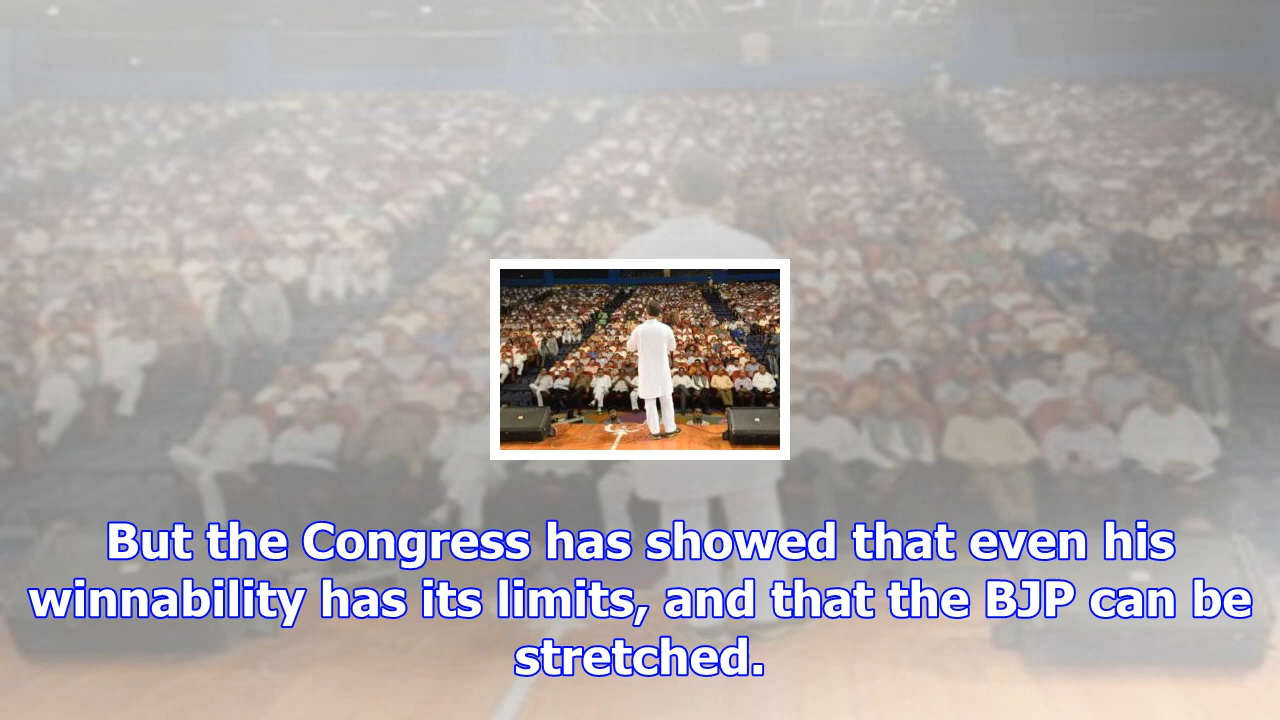 But the Congress has showed that even his
winnability has its limits, and that the BJP can be
stretched.